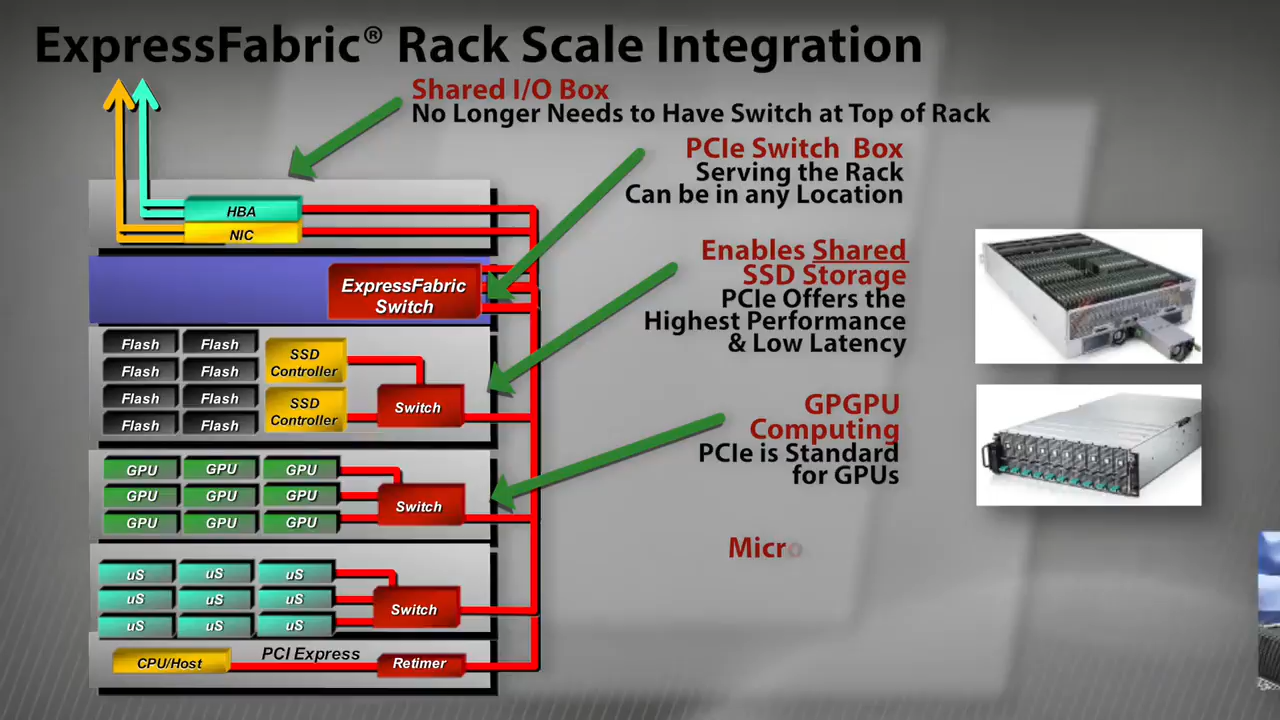 ExpressFabric® Rack Scale Integration
Shared I/O Box
No Longer Needs to Have Switch at Top of Rack
PCIe Switch Box
Serving the Rack
Can be in any Location
Enables Shared
SSD Storage
PCIe Offers the
Highest Performance
& Low Latency
GPGPU
Computing
PCIe is Standard
for GPUs
Micro
HBA
NIC
ExpressFabric
Switch
Flash Flash
Flash Flash
Flash Flash
Flash Flash
SSD
Controller
SSD
Controller
Switch
GPU GPU GPU
GPU GPU GPU
GPU GPU GPU
Switch
uS uS uS
uS uS uS
uS uS uS
Switch
PCI Express
CPU/Host
Retimer